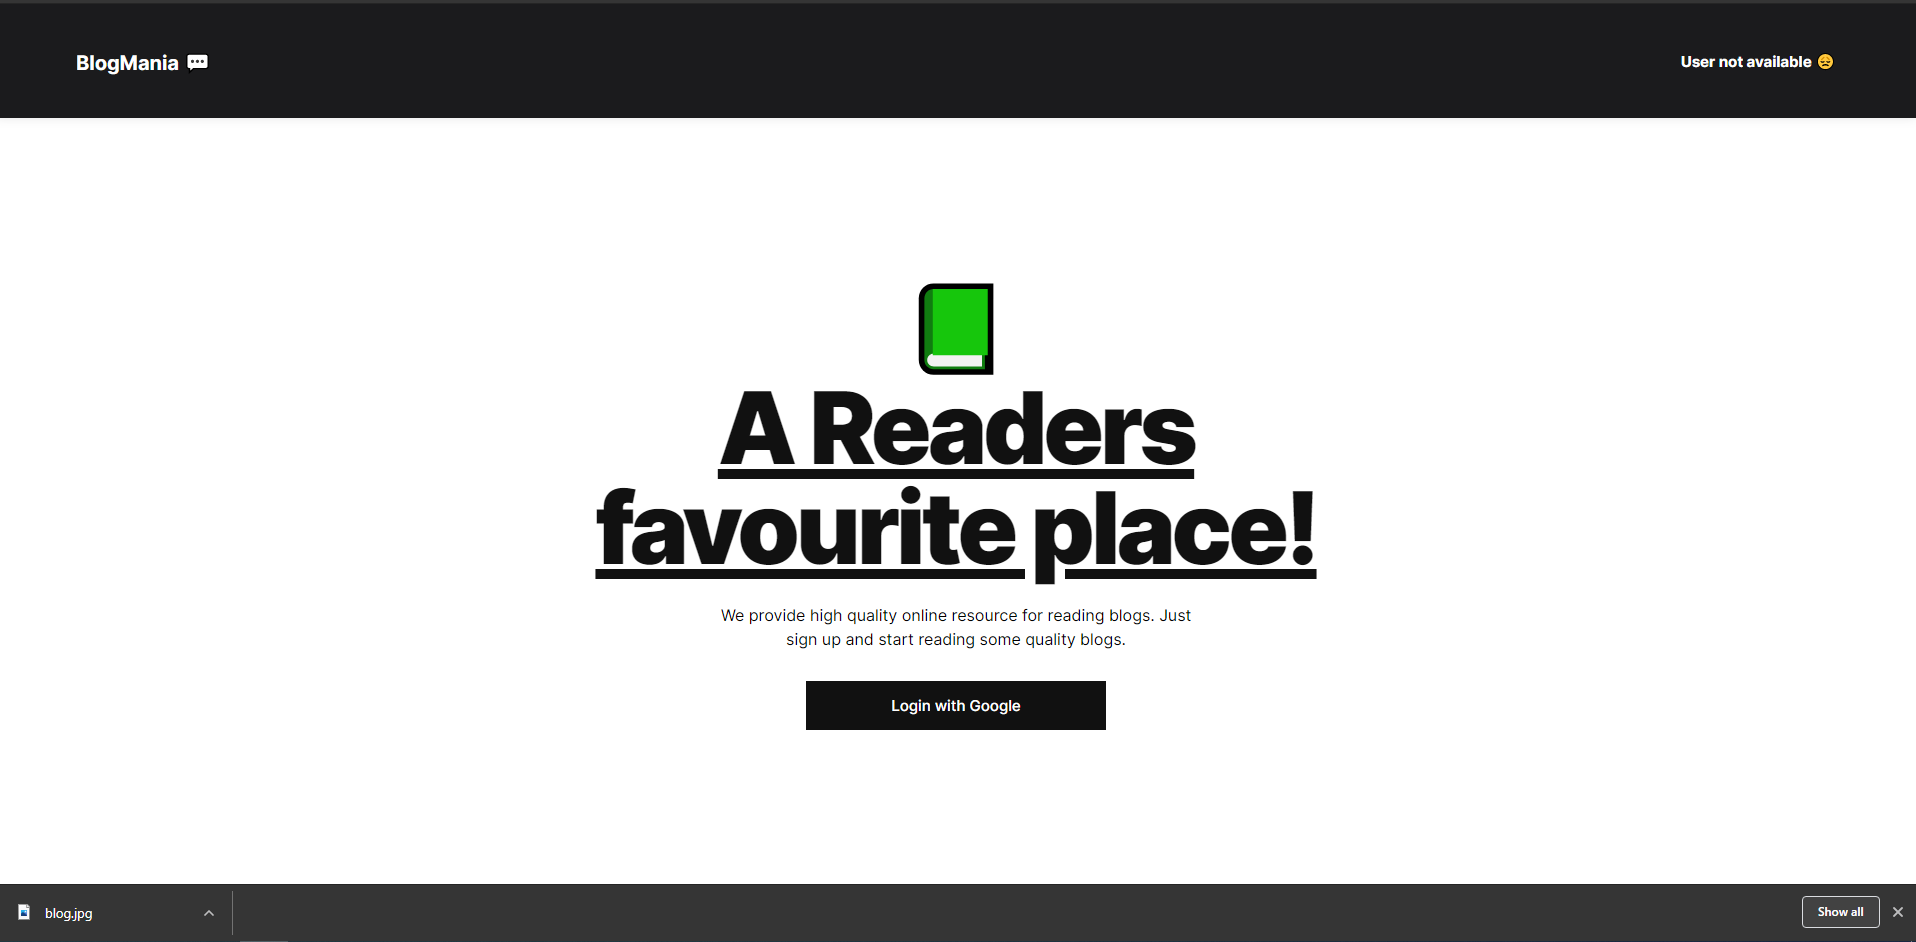 BlogMania 💬
User not available 😞
A Readers
favourite place!
We provide high quality online resource for reading blogs. Just
sign up and start reading some quality blogs.
Login with Google
blog.jpg
Show all